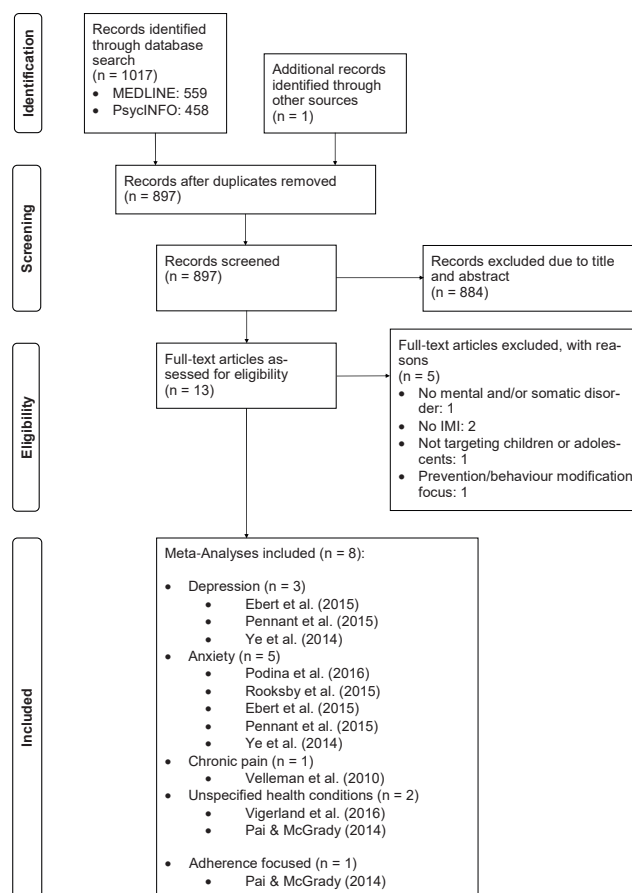 Identification
Records identified
through database
search
(n = 1017)
• MEDLINE: 559
• PsycINFO: 458
Additional records
identified through
other sources
(n = 1)
Screening
Records after duplicates removed
(n = 897)
Records screened
(n = 897)
Records excluded due to title
and abstract
(n = 884)
Eligibility
Full-text articles as-
sessed for eligibility
(n = 13)
Full-text articles excluded, with rea-
sons
(n = 5)
• No mental and/or somatic disor-
der: 1
• No IMI: 2
• Not targeting children or adoles-
cents: 1
• Prevention/behaviour modification
focus: 1
Included
Meta-Analyses included (n = 8):
• Depression (n = 3)
• Ebert et al. (2015)
• Pennant et al. (2015)
• Ye et al. (2014)
• Anxiety (n = 5)
• Podina et al. (2016)
• Rooksby et al. (2015)
• Ebert et al. (2015)
• Pennant et al. (2015)
• Ye et al. (2014)
• Chronic pain (n = 1)
• Velleman et al. (2010)
• Unspecified health conditions (n = 2)
• Vigerland et al. (2016)
• Pai & McGrady (2014)
• Adherence focused (n = 1)
• Pai & McGrady (2014)